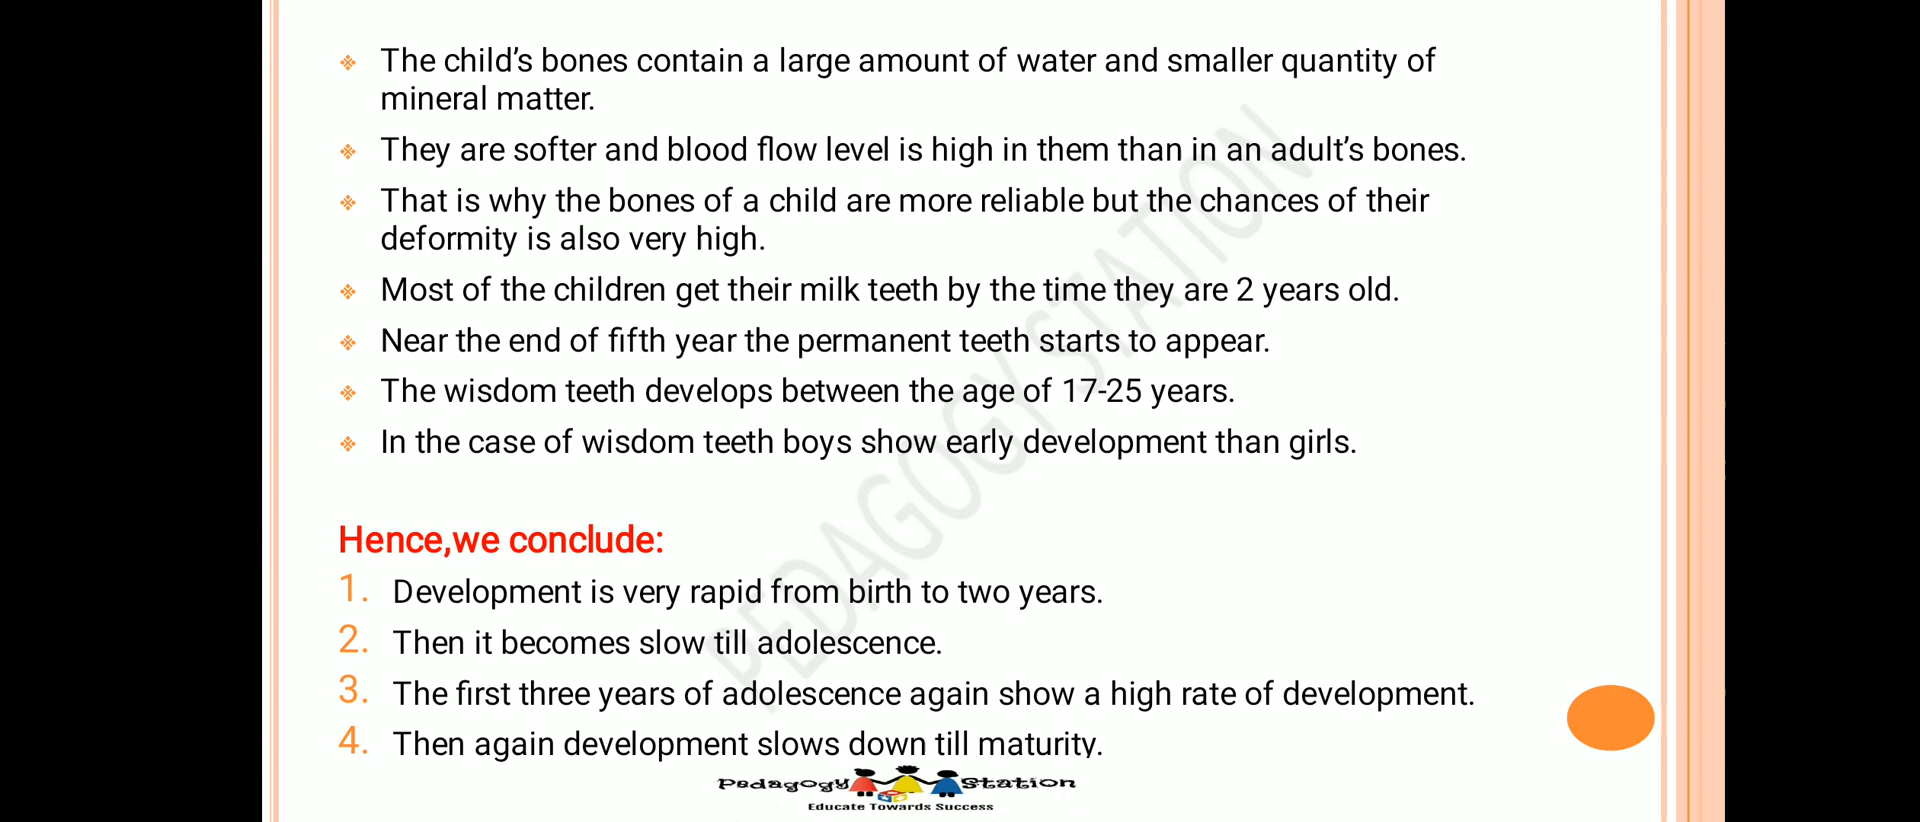 The child's bones contain a large amount of water and smaller quantity of
mineral matter.
They are softer and blood flow level is high in them than in an adult's bones.
That is why the bones of a child are more reliable but the chances of their
deformity is also very high.
Most of the children get their milk teeth by the time they are 2 years old.
Near the end of fifth year the permanent teeth starts to appear.
The wisdom teeth develops between the age of 17-25 years.
In the case of wisdom teeth boys show early development than girls.
Hence,we conclude:
1. Development is very rapid from birth to two years.
2. Then it becomes slow till adolescence.
3. The first three years of adolescence again show a high rate of development.
4. Then again development slows down till maturity.
Pedagogy Station
Educate Towards Success
PEDAGOGY STATION